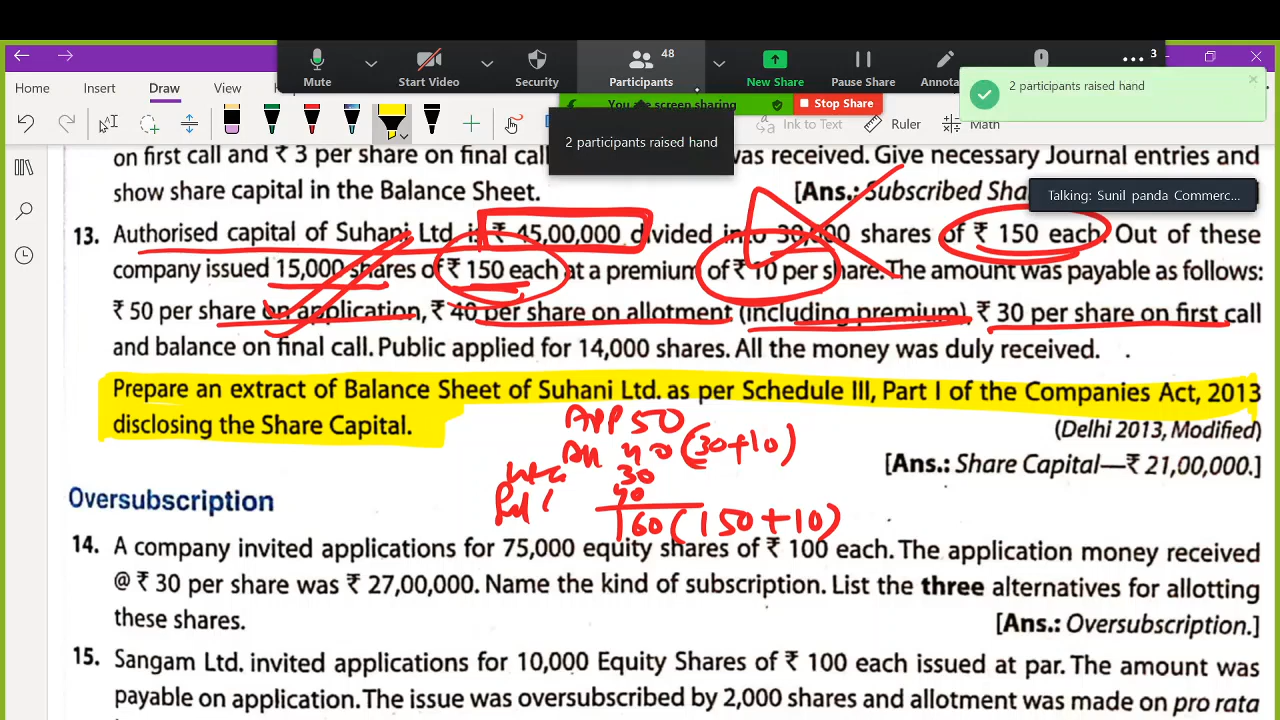 48
3
Mute
Start Video
Security
Participants
New Share
Pause Share
2 participants raised hand
Home
Insert
Draw
View
You are screen sharing
Stop Share
Ink to Text
Ruler
Math
2 participants raised hand
on first call and ₹ 3 per share on final call was received. Give necessary Journal entries and
show share capital in the Balance Sheet. [Ans.: Subscribed Sha
Talking: Sunil panda Commerc...
13. Authorised capital of Suhani Ltd is ₹ 45,00,000 divided into 30,000 shares of ₹ 150 each. Out of these
company issued 15,000 shares of ₹ 150 each at a premium of ₹ 10 per share. The amount was payable as follows:
₹ 50 per share on application, ₹ 40 per share on allotment (including premium), ₹ 30 per share on first call
and balance on final call. Public applied for 14,000 shares. All the money was duly received.
Prepare an extract of Balance Sheet of Suhani Ltd. as per Schedule III, Part I of the Companies Act, 2013
disclosing the Share Capital.
(Delhi 2013, Modified)
APP 50
All 40 (30+10)
[Ans.: Share Capital—₹ 21,00,000.]
30
40
160 (150+10)
Oversubscription
14. A company invited applications for 75,000 equity shares of ₹ 100 each. The application money received
@ ₹ 30 per share was ₹ 27,00,000. Name the kind of subscription. List the three alternatives for allotting
these shares. [Ans.: Oversubscription.]
15. Sangam Ltd. invited applications for 10,000 Equity Shares of ₹ 100 each issued at par. The amount was
payable on application. The issue was oversubscribed by 2,000 shares and allotment was made on pro rata